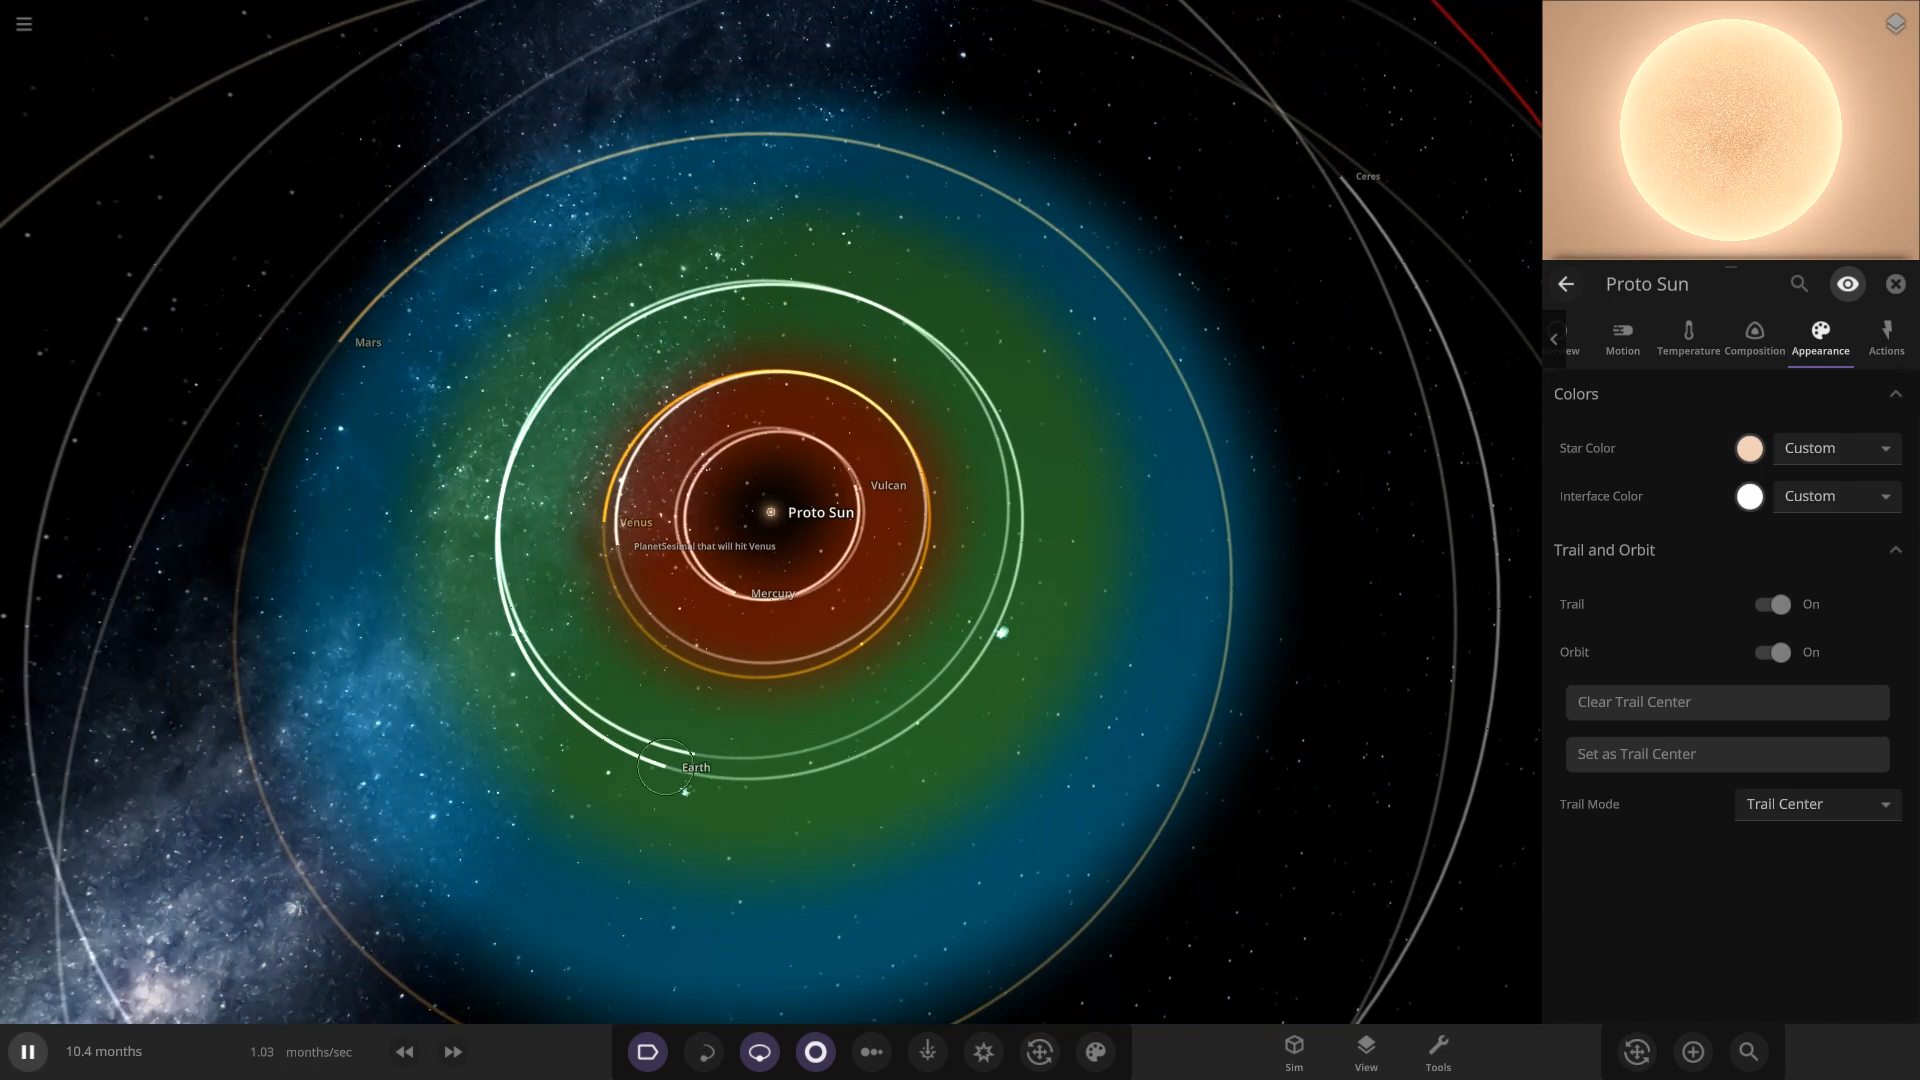 Ceres
Mars
Vulcan
Proto Sun
Venus
PlanetSesimal that will hit Venus
Mercury
Earth
Proto Sun
Motion
Temperature
Composition
Appearance
Actions
Colors
Star Color
Custom
Interface Color
Custom
Trail and Orbit
Trail
On
Orbit
On
Clear Trail Center
Set as Trail Center
Trail Mode
Trail Center
10.4 months
1.03 months/sec
Sim
View
Tools